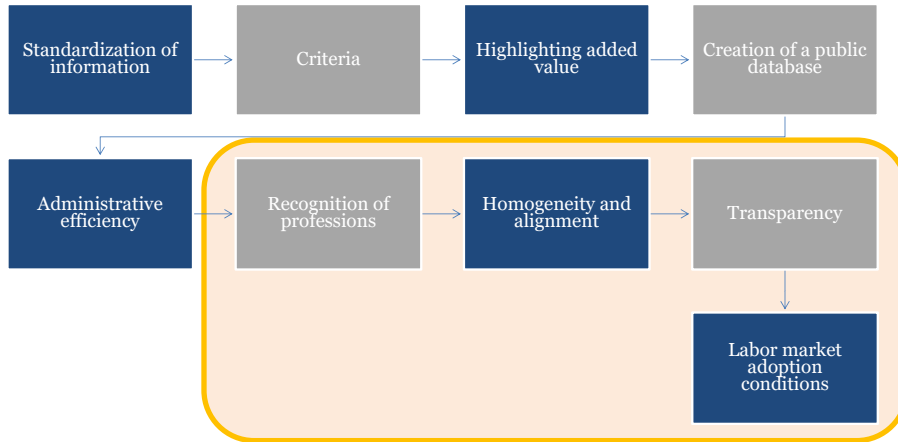 Standardization of
information
Criteria
Highlighting added
value
Creation of a public
database
Administrative
efficiency
Recognition of
professions
Homogeneity and
alignment
Transparency
Labor market
adoption
conditions